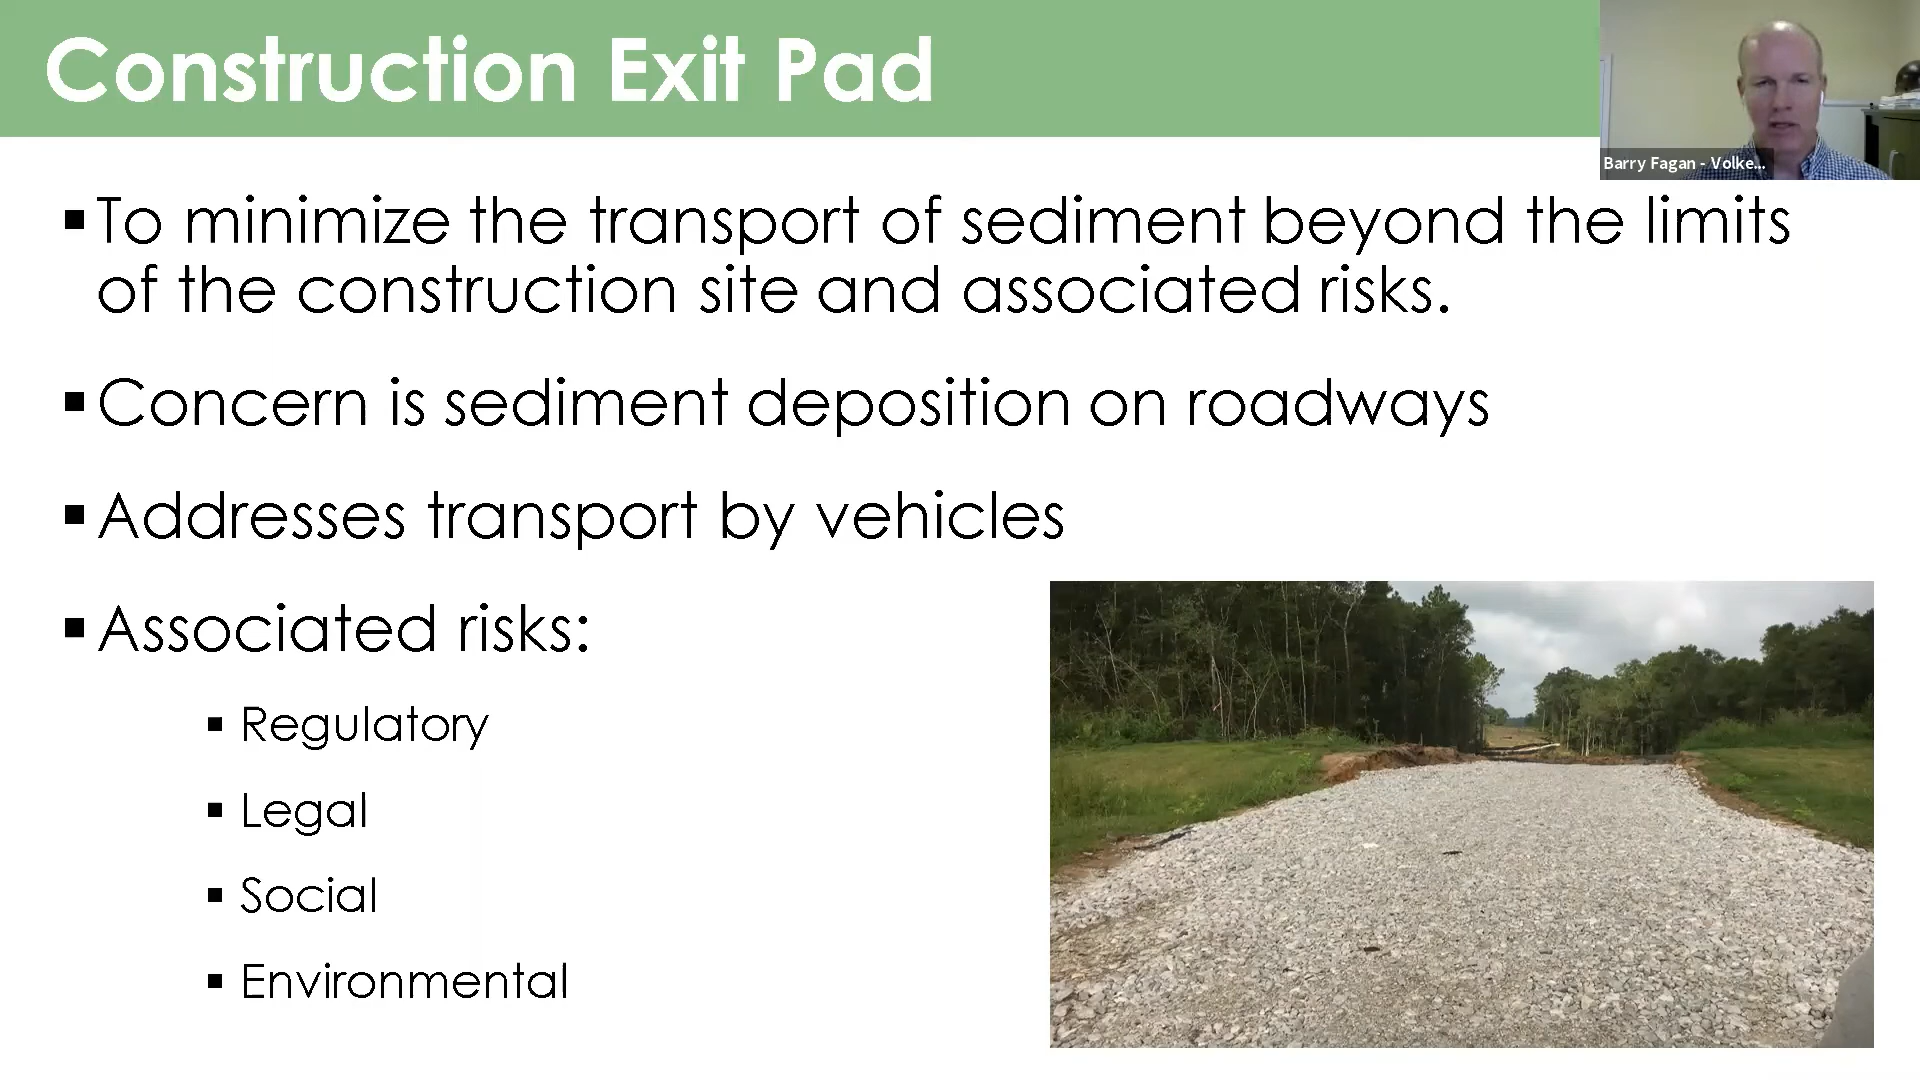 Construction Exit Pad
Barry Fagan - Volke...
▪ To minimize the transport of sediment beyond the limits
of the construction site and associated risks.
▪ Concern is sediment deposition on roadways
▪ Addresses transport by vehicles
▪ Associated risks:
▪ Regulatory
▪ Legal
▪ Social
▪ Environmental